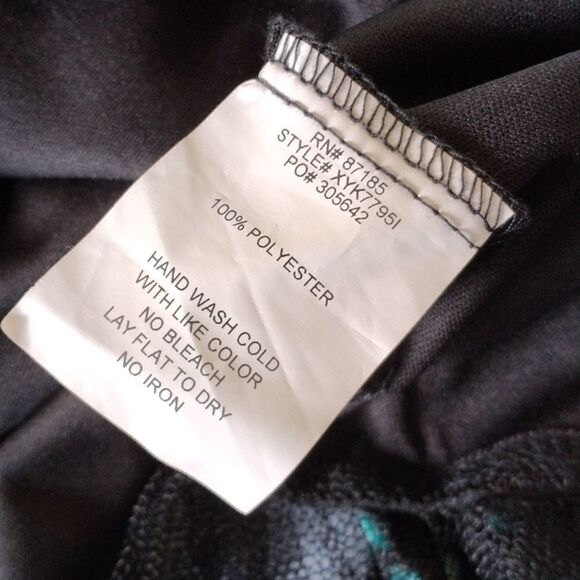 RN# 87185
STYLE# XYK7795I
PO# 305642
100% POLYESTER
HAND WASH COLD
WITH LIKE COLOR
NO BLEACH
LAY FLAT TO DRY
NO IRON